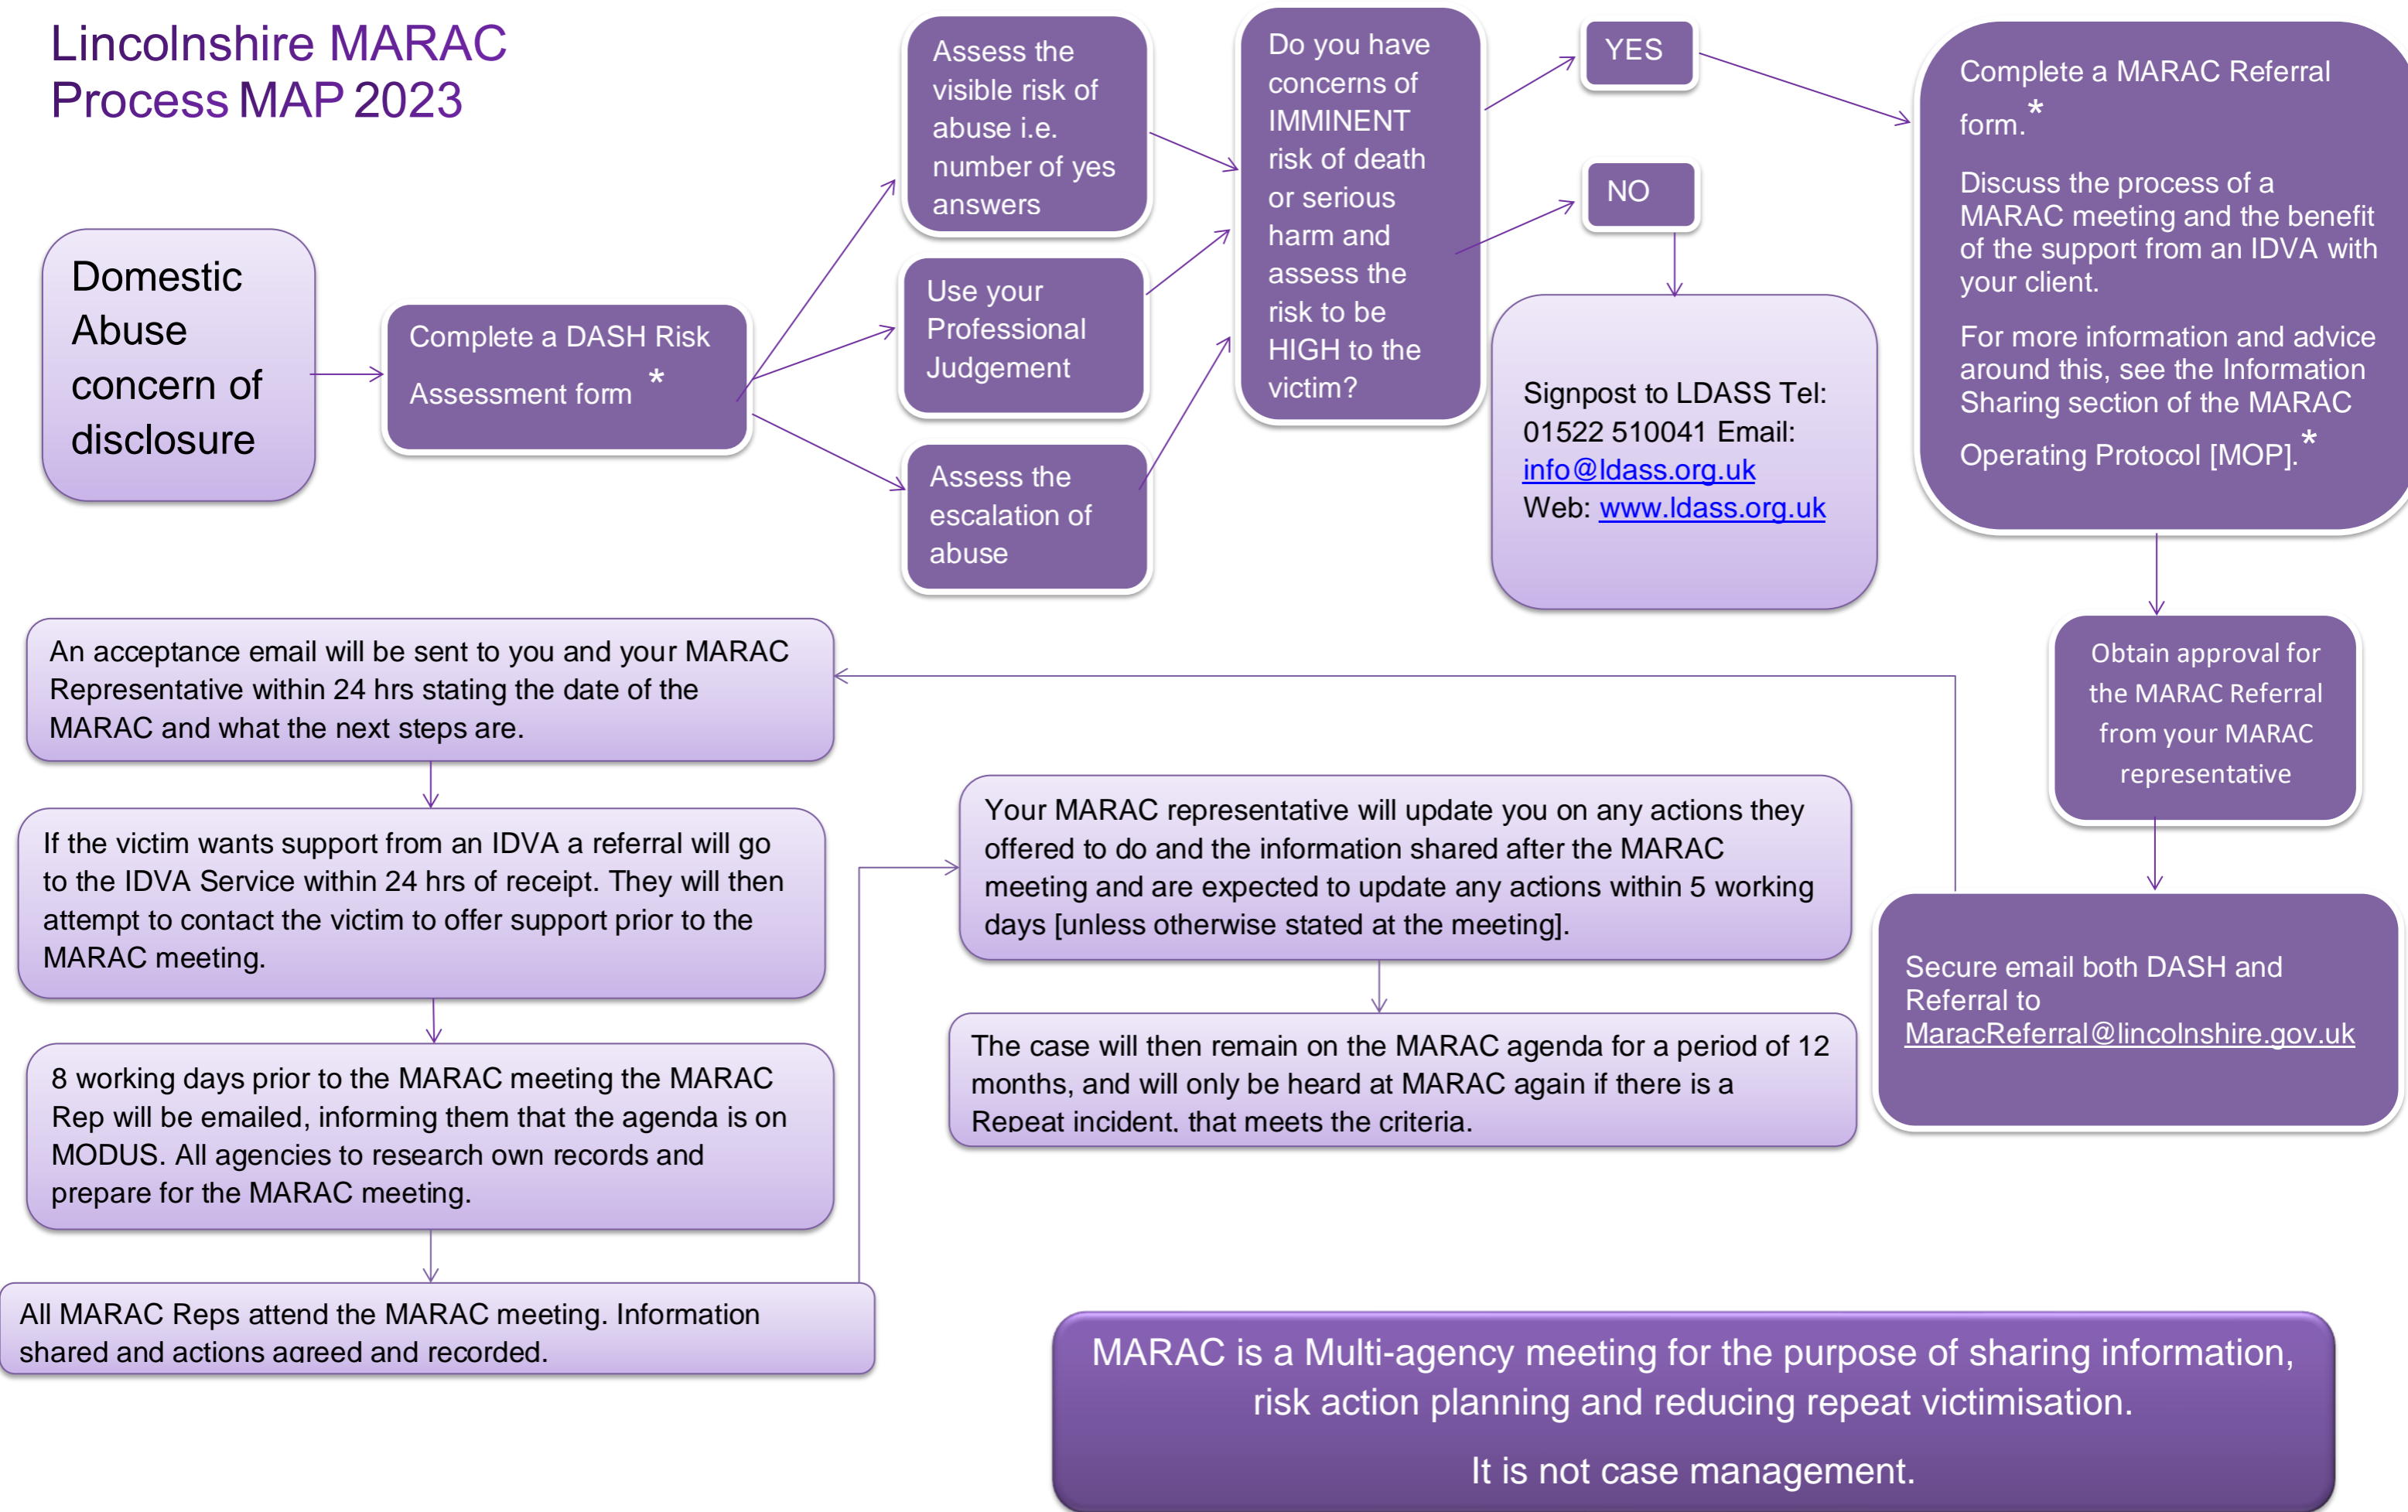 Lincolnshire MARAC
Process MAP 2023
Domestic
Abuse
concern of
disclosure
Complete a DASH Risk
Assessment form *
Assess the
visible risk of
abuse i.e.
number of yes
answers
Use your
Professional
Judgement
Assess the
escalation of
abuse
Do you have
concerns of
IMMINENT
risk of death
or serious
harm and
assess the
risk to be
HIGH to the
victim?
YES
NO
Signpost to LDASS Tel:
01522 510041 Email:
info@ldass.org.uk
Web: www.ldass.org.uk
Complete a MARAC Referral
form.*
Discuss the process of a
MARAC meeting and the benefit
of the support from an IDVA with
your client.
For more information and advice
around this, see the Information
Sharing section of the MARAC
Operating Protocol [MOP].*
Obtain approval for
the MARAC Referral
from your MARAC
representative
Secure email both DASH and
Referral to
MaracReferral@lincolnshire.gov.uk
An acceptance email will be sent to you and your MARAC
Representative within 24 hrs stating the date of the
MARAC and what the next steps are.
If the victim wants support from an IDVA a referral will go
to the IDVA Service within 24 hrs of receipt. They will then
attempt to contact the victim to offer support prior to the
MARAC meeting.
8 working days prior to the MARAC meeting the MARAC
Rep will be emailed, informing them that the agenda is on
MODUS. All agencies to research own records and
prepare for the MARAC meeting.
All MARAC Reps attend the MARAC meeting. Information
shared and actions agreed and recorded.
Your MARAC representative will update you on any actions they
offered to do and the information shared after the MARAC
meeting and are expected to update any actions within 5 working
days [unless otherwise stated at the meeting].
The case will then remain on the MARAC agenda for a period of 12
months, and will only be heard at MARAC again if there is a
Repeat incident, that meets the criteria.
MARAC is a Multi-agency meeting for the purpose of sharing information,
risk action planning and reducing repeat victimisation.
It is not case management.